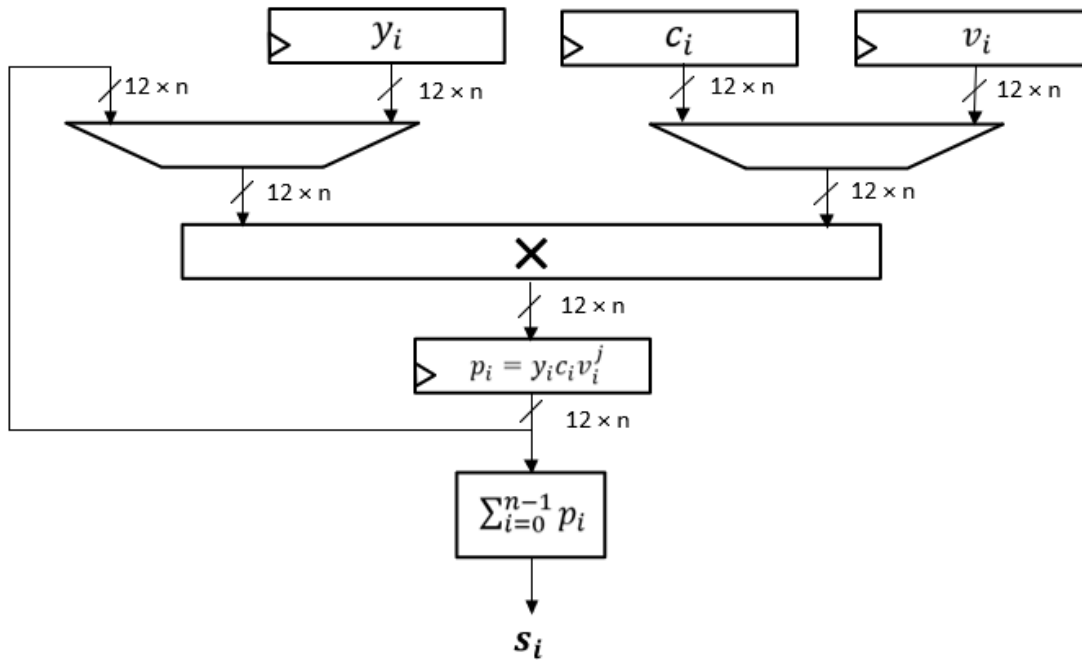 y_i
c_i
v_i
12 × n
12 × n
12 × n
12 × n
12 × n
12 × n
×
12 × n
p_i = y_i c_i v_i^j
12 × n
∑_{i=0}^{n−1} p_i
s_i